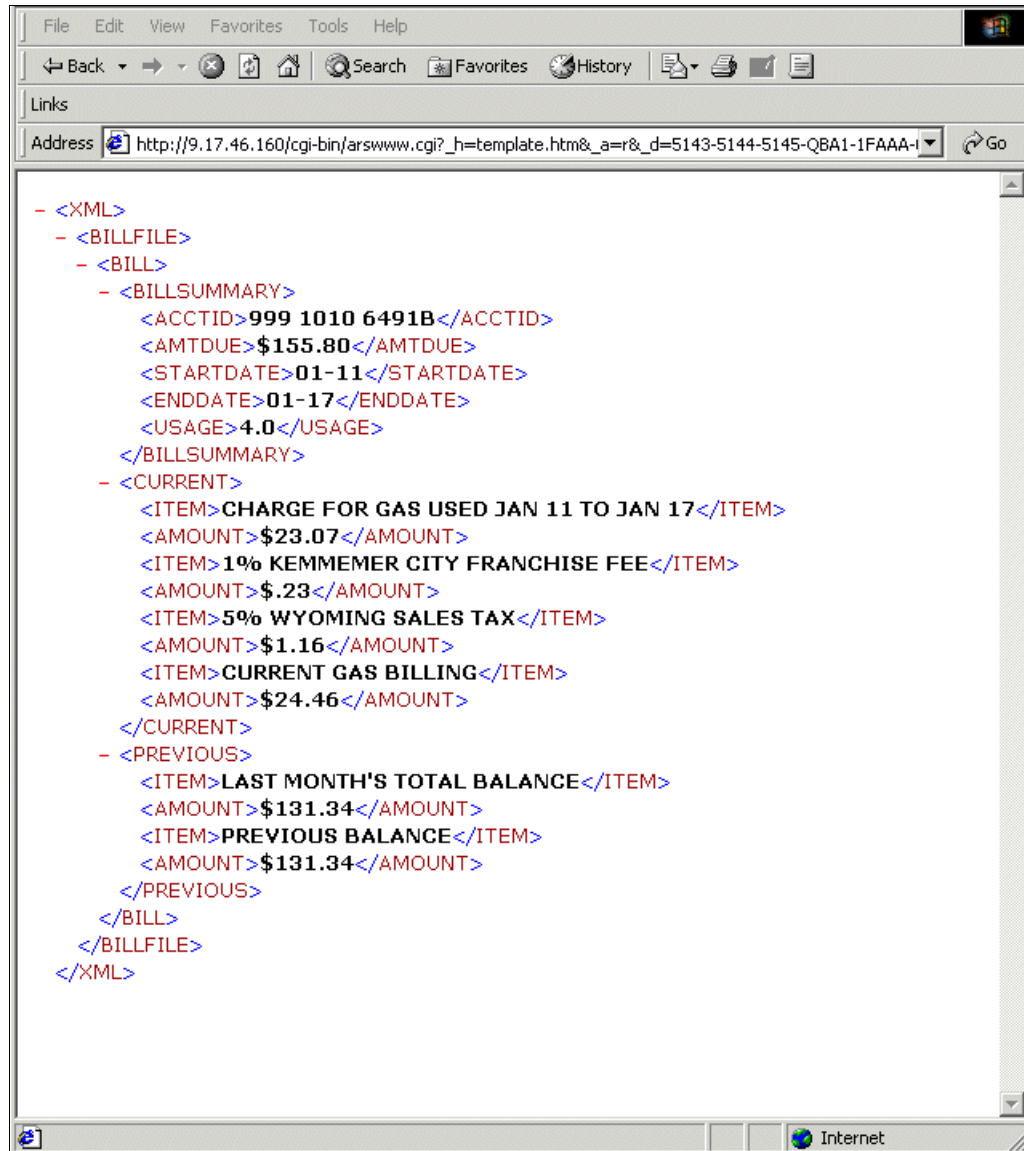 File Edit View Favorites Tools Help
Back Search Favorites History
Links
Address http://9.17.46.160/cgi-bin/arswww.cgi?_h=template.htm&_a=r&_d=5143-5144-5145-QBA1-1FAAA- Go
- <XML>
- <BILLFILE>
- <BILL>
- <BILLSUMMARY>
<ACCTID>999 1010 6491B</ACCTID>
<AMTDUE>$155.80</AMTDUE>
<STARTDATE>01-11</STARTDATE>
<ENDDATE>01-17</ENDDATE>
<USAGE>4.0</USAGE>
</BILLSUMMARY>
- <CURRENT>
<ITEM>CHARGE FOR GAS USED JAN 11 TO JAN 17</ITEM>
<AMOUNT>$23.07</AMOUNT>
<ITEM>1% KEMMEMER CITY FRANCHISE FEE</ITEM>
<AMOUNT>$.23</AMOUNT>
<ITEM>5% WYOMING SALES TAX</ITEM>
<AMOUNT>$1.16</AMOUNT>
<ITEM>CURRENT GAS BILLING</ITEM>
<AMOUNT>$24.46</AMOUNT>
</CURRENT>
- <PREVIOUS>
<ITEM>LAST MONTH'S TOTAL BALANCE</ITEM>
<AMOUNT>$131.34</AMOUNT>
<ITEM>PREVIOUS BALANCE</ITEM>
<AMOUNT>$131.34</AMOUNT>
</PREVIOUS>
</BILL>
</BILLFILE>
</XML>
Internet